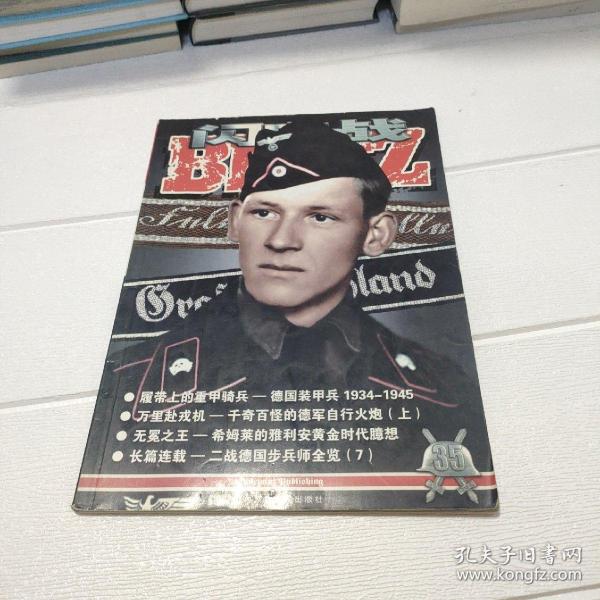 闪 战
Großdeutschland
● 履带上的重甲骑兵 — 德国装甲兵 1934-1945
● 万里赴戎机 — 千奇百怪的德军自行火炮（上）
● 无冕之王 — 希姆莱的雅利安黄金时代臆想
● 长篇连载 — 二战德国步兵师全览（7）
35
Publishing
出版社
孔夫子旧书网
www.kongfz.com